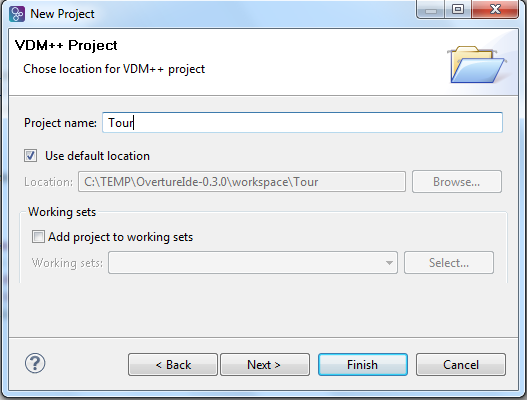 New Project
VDM++ Project
Chose location for VDM++ project
Project name: Tour
Use default location
Location: C:\TEMP\OvertureIde-0.3.0\workspace\Tour Browse...
Working sets
Add project to working sets
Working sets: Select...
? < Back Next > Finish Cancel